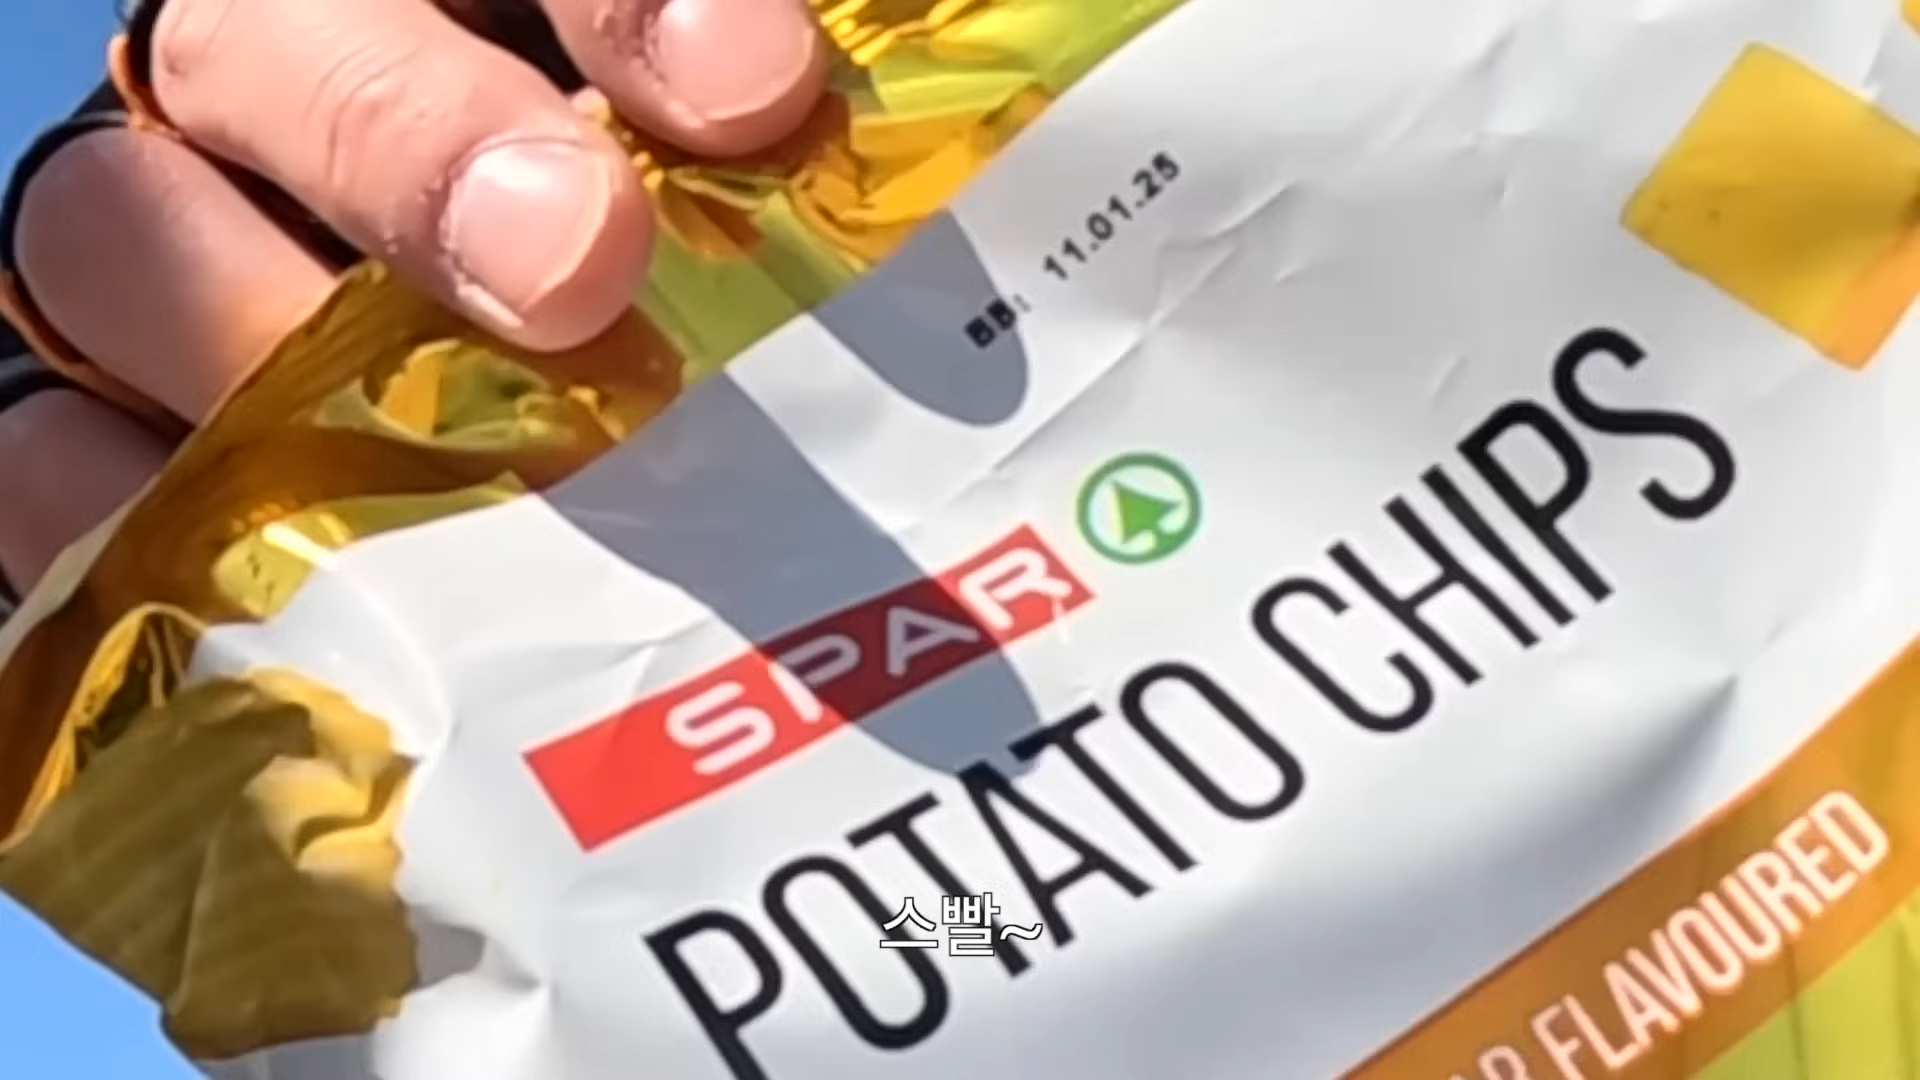 BB: 11.01.25
SPAR
POTATO CHIPS
FLAVOURED
스빨~